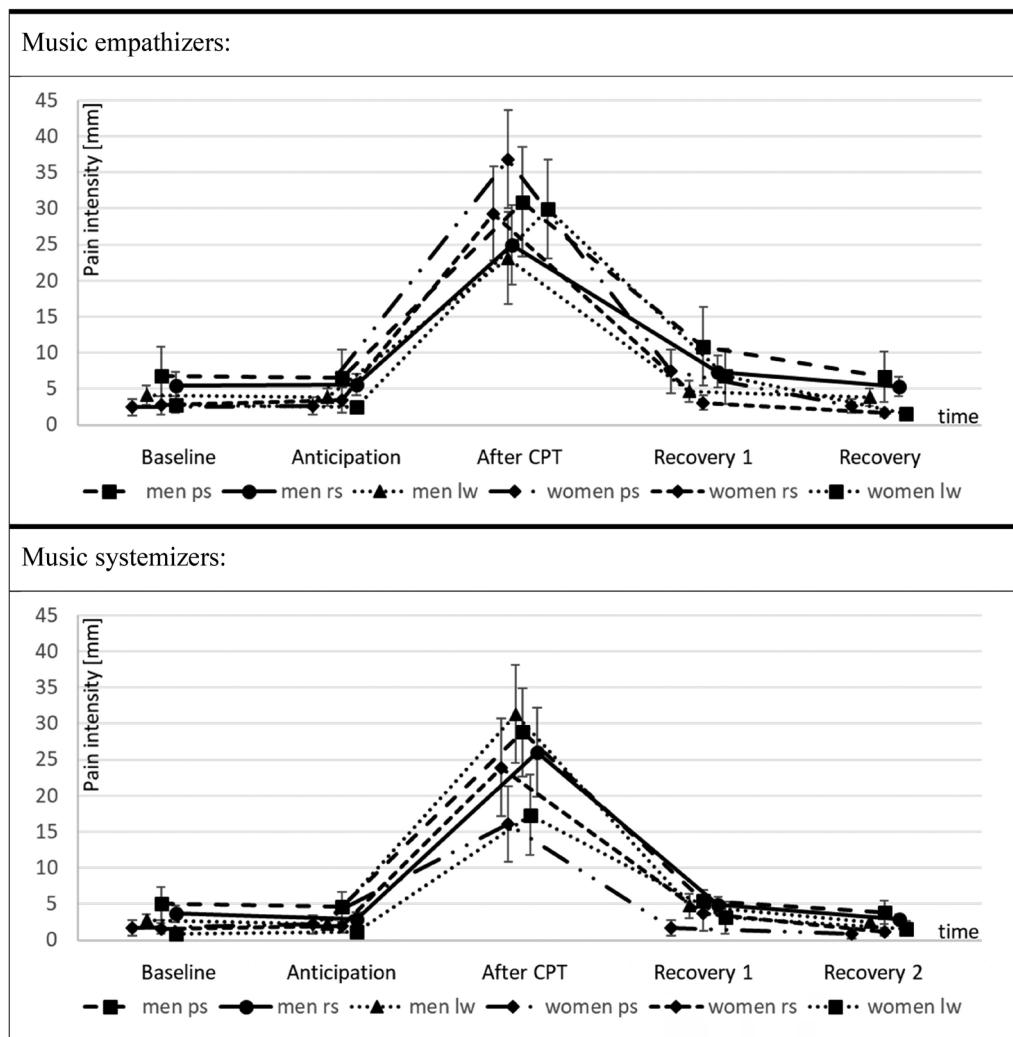 Music empathizers:
45
40
35
30
25
20
15
10
5
0
Pain intensity [mm]
time
Baseline Anticipation After CPT Recovery 1 Recovery
men ps men rs men lw women ps women rs women lw
Music systemizers:
45
40
35
30
25
20
15
10
5
0
Pain intensity [mm]
time
Baseline Anticipation After CPT Recovery 1 Recovery 2
men ps men rs men lw women ps women rs women lw